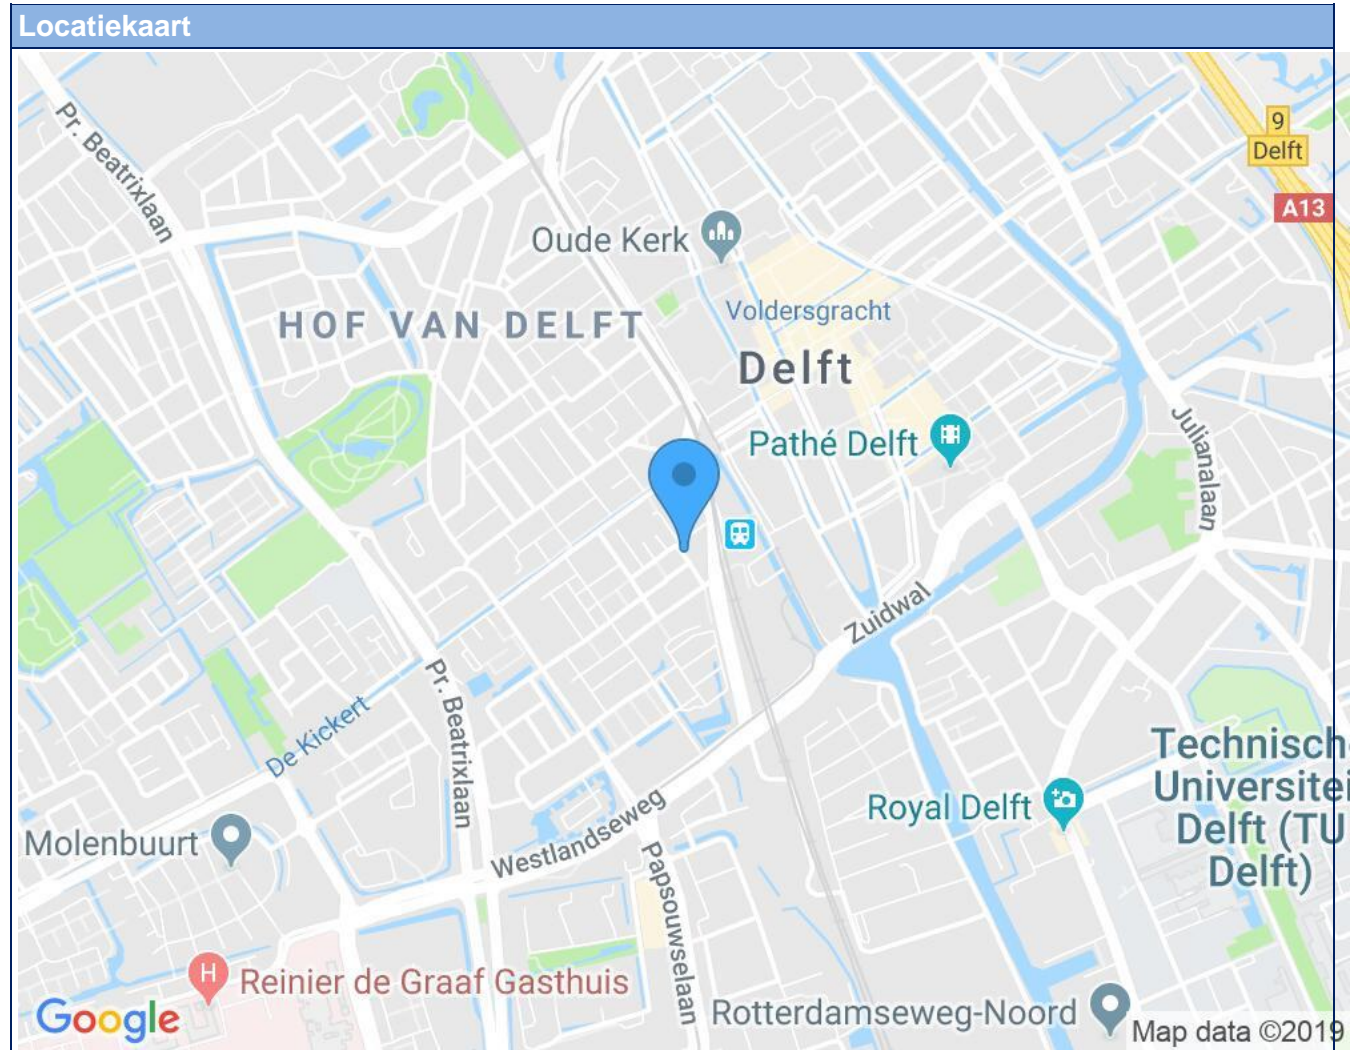 Locatiekaart
Pr. Beatrixlaan
9
Delft
A13
Oude Kerk
HOF VAN DELFT
Voldersgracht
Delft
Pathé Delft
Julianalaan
Zuidwal
Pr. Beatrixlaan
De Kickert
Technisch
Universitei
Delft (TU
Delft)
Royal Delft
Molenbuurt
Westlandseweg
Papsouwselaan
H
Reinier de Graaf Gasthuis
Rotterdamseweg-Noord
Google
Map data ©2019